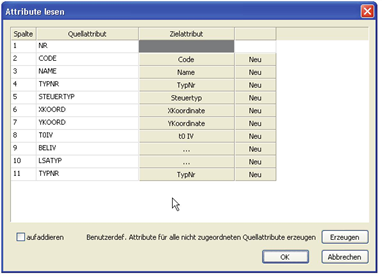 Attribute lesen
Spalte Quellattribut Zielattribut
1 NR
2 CODE Code Neu
3 NAME Name Neu
4 TYPNR TypNr Neu
5 STEUERTYP Steuertyp Neu
6 XKOORD XKoordinate Neu
7 YKOORD YKoordinate Neu
8 T0IV t0 IV Neu
9 BELIV ... Neu
10 LSATYP ... Neu
11 TYPNR TypNr Neu
aufaddieren Benutzerdef. Attribute für alle nicht zugeordneten Quellattribute erzeugen Erzeugen
OK Abbrechen